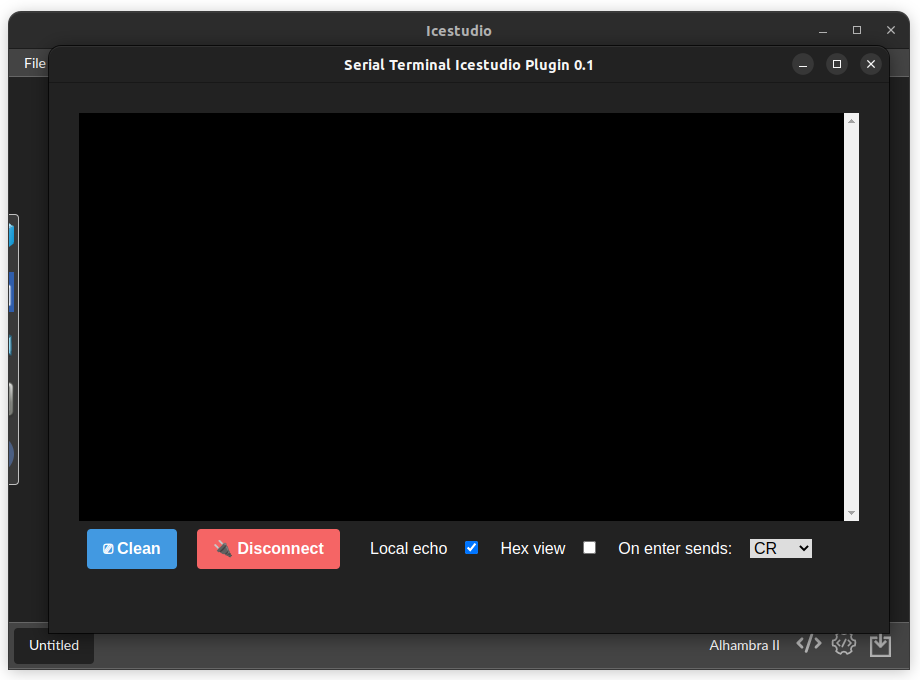 Icestudio
File
Serial Terminal Icestudio Plugin 0.1
Clean
Disconnect
Local echo
Hex view
On enter sends:
CR
Untitled
Alhambra II